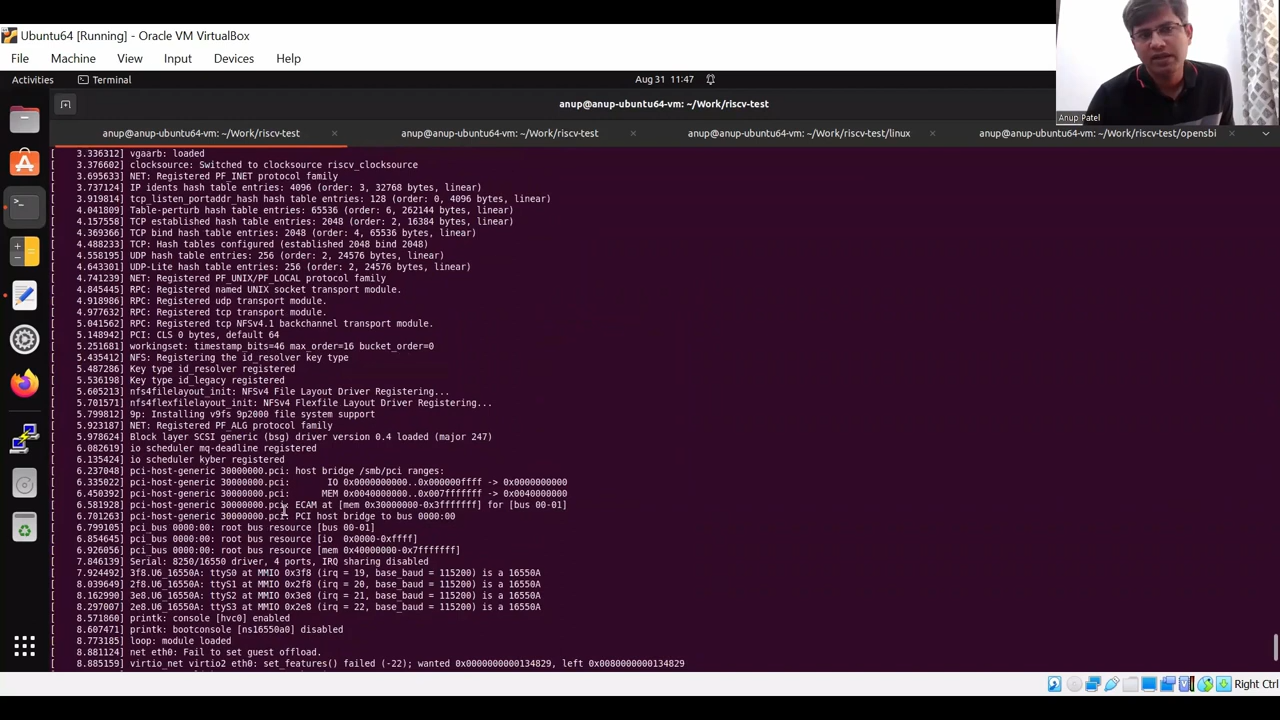 Ubuntu64 [Running] - Oracle VM VirtualBox
File Machine View Input Devices Help
Anup Patel
Activities Terminal Aug 31 11:47
anup@anup-ubuntu64-vm: ~/Work/riscv-test
anup@anup-ubuntu64-vm: ~/Work/riscv-test × anup@anup-ubuntu64-vm: ~/Work/riscv-test × anup@anup-ubuntu64-vm: ~/Work/riscv-test/linux × anup@anup-ubuntu64-vm: ~/Work/riscv-test/opensbi ×
[    3.336312] vgaarb: loaded
[    3.376602] clocksource: Switched to clocksource riscv_clocksource
[    3.695633] NET: Registered PF_INET protocol family
[    3.737124] IP idents hash table entries: 4096 (order: 3, 32768 bytes, linear)
[    3.919814] tcp_listen_portaddr_hash hash table entries: 128 (order: 0, 4096 bytes, linear)
[    4.041809] Table-perturb hash table entries: 65536 (order: 6, 262144 bytes, linear)
[    4.157558] TCP established hash table entries: 2048 (order: 2, 16384 bytes, linear)
[    4.369366] TCP bind hash table entries: 2048 (order: 4, 65536 bytes, linear)
[    4.488233] TCP: Hash tables configured (established 2048 bind 2048)
[    4.558195] UDP hash table entries: 256 (order: 2, 24576 bytes, linear)
[    4.643301] UDP-Lite hash table entries: 256 (order: 2, 24576 bytes, linear)
[    4.741239] NET: Registered PF_UNIX/PF_LOCAL protocol family
[    4.845445] RPC: Registered named UNIX socket transport module.
[    4.918986] RPC: Registered udp transport module.
[    4.977632] RPC: Registered tcp transport module.
[    5.041562] RPC: Registered tcp NFSv4.1 backchannel transport module.
[    5.148942] PCI: CLS 0 bytes, default 64
[    5.251681] workingset: timestamp_bits=46 max_order=16 bucket_order=0
[    5.435412] NFS: Registering the id_resolver key type
[    5.487286] Key type id_resolver registered
[    5.536198] Key type id_legacy registered
[    5.605213] nfs4filelayout_init: NFSv4 File Layout Driver Registering...
[    5.701571] nfs4flexfilelayout_init: NFSv4 Flexfile Layout Driver Registering...
[    5.799812] 9p: Installing v9fs 9p2000 file system support
[    5.923187] NET: Registered PF_ALG protocol family
[    5.978624] Block layer SCSI generic (bsg) driver version 0.4 loaded (major 247)
[    6.082619] io scheduler mq-deadline registered
[    6.135424] io scheduler kyber registered
[    6.237048] pci-host-generic 30000000.pci: host bridge /smb/pci ranges:
[    6.335022] pci-host-generic 30000000.pci:       IO 0x0000000000..0x000000ffff -> 0x0000000000
[    6.450392] pci-host-generic 30000000.pci:      MEM 0x0040000000..0x007fffffff -> 0x0040000000
[    6.581928] pci-host-generic 30000000.pci: ECAM at [mem 0x30000000-0x3fffffff] for [bus 00-01]
[    6.701263] pci-host-generic 30000000.pci: PCI host bridge to bus 0000:00
[    6.799105] pci_bus 0000:00: root bus resource [bus 00-01]
[    6.854645] pci_bus 0000:00: root bus resource [io  0x0000-0xffff]
[    6.926056] pci_bus 0000:00: root bus resource [mem 0x40000000-0x7fffffff]
[    7.846139] Serial: 8250/16550 driver, 4 ports, IRQ sharing disabled
[    7.924492] 3f8.U6_16550A: ttyS0 at MMIO 0x3f8 (irq = 19, base_baud = 115200) is a 16550A
[    8.039649] 2f8.U6_16550A: ttyS1 at MMIO 0x2f8 (irq = 20, base_baud = 115200) is a 16550A
[    8.162990] 3e8.U6_16550A: ttyS2 at MMIO 0x3e8 (irq = 21, base_baud = 115200) is a 16550A
[    8.297007] 2e8.U6_16550A: ttyS3 at MMIO 0x2e8 (irq = 22, base_baud = 115200) is a 16550A
[    8.571860] printk: console [hvc0] enabled
[    8.607471] printk: bootconsole [ns16550a0] disabled
[    8.773185] loop: module loaded
[    8.881124] net eth0: Fail to set guest offload.
[    8.885159] virtio_net virtio2 eth0: set_features() failed (-22); wanted 0x0000000000134829, left 0x0080000000134829
Right Ctrl